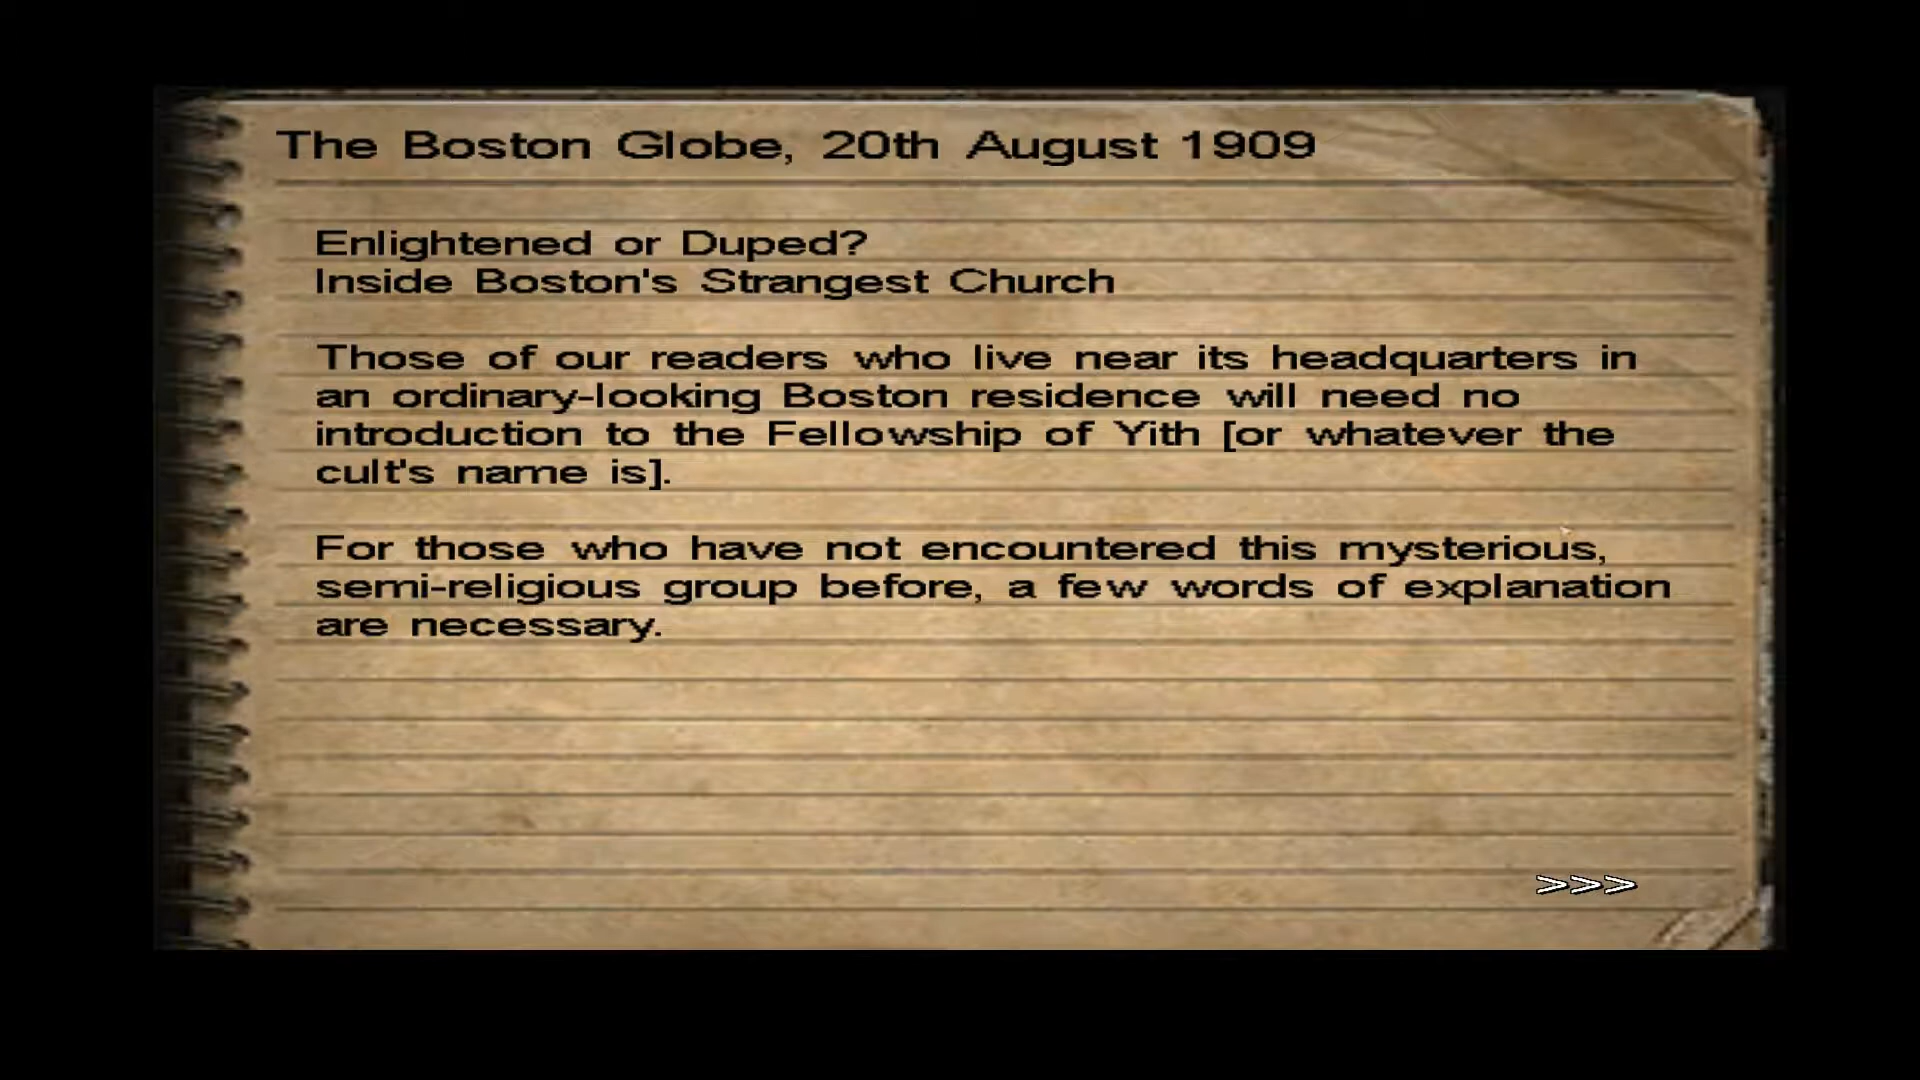 The Boston Globe, 20th August 1909
Enlightened or Duped?
Inside Boston's Strangest Church
Those of our readers who live near its headquarters in
an ordinary-looking Boston residence will need no
introduction to the Fellowship of Yith [or whatever the
cult's name is].
For those who have not encountered this mysterious,
semi-religious group before, a few words of explanation
are necessary.
>>>